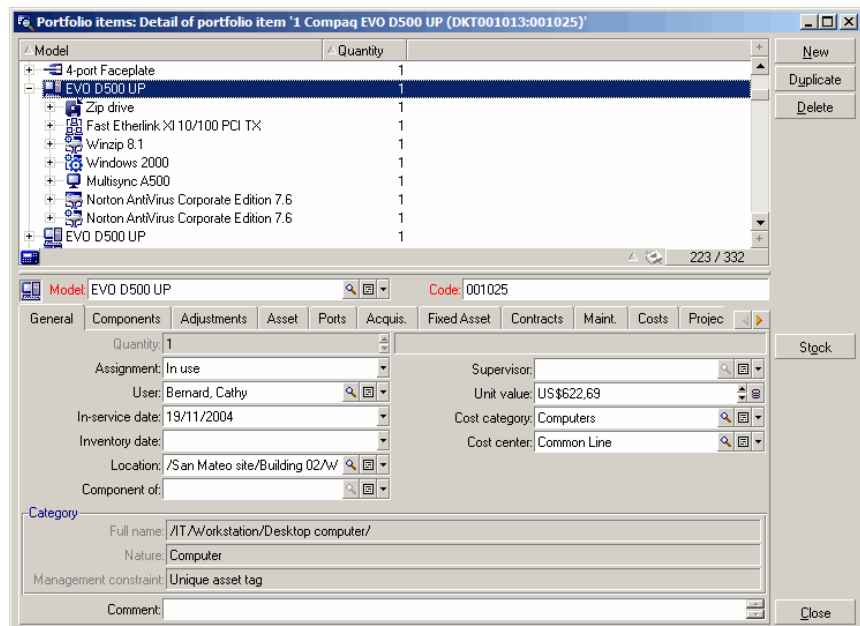 Portfolio items: Detail of portfolio item '1 Compaq EVO D500 UP (DKT001013:001025)'
Model Quantity
New
4-port Faceplate 1
Duplicate
EVO D500 UP 1
Delete
Zip drive 1
Fast Etherlink XI 10/100 PCI TX 1
Winzip 8.1 1
Windows 2000 1
Multisync A500 1
Norton AntiVirus Corporate Edition 7.6 1
Norton AntiVirus Corporate Edition 7.6 1
EVO D500 UP 1
223 / 332
Model: EVO D500 UP Code: 001025
General Components Adjustments Asset Ports Acquis. Fixed Asset Contracts Maint. Costs Projec
Quantity: 1
Stock
Assignment: In use Supervisor:
User: Bernard, Cathy Unit value: US$622,69
In-service date: 19/11/2004 Cost category: Computers
Inventory date: Cost center: Common Line
Location: /San Mateo site/Building 02/W
Component of:
Category
Full name: /IT/Workstation/Desktop computer/
Nature: Computer
Management constraint: Unique asset tag
Comment:
Close